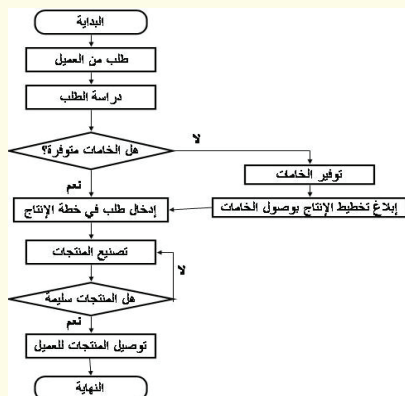 البداية
طلب من العميل
دراسة الطلب
هل الخامات متوفرة؟
لا
توفير الخامات
نعم
إدخال طلب في خطة الإنتاج
إبلاغ تخطيط الإنتاج بوصول الخامات
تصنيع المنتجات
لا
هل المنتجات سليمة
نعم
توصيل المنتجات للعميل
النهاية